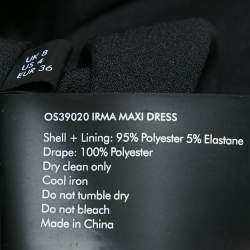 UK 8
US 4
EUR 36
OS39020 IRMA MAXI DRESS
Shell + Lining: 95% Polyester 5% Elastane
Drape: 100% Polyester
Dry clean only
Cool iron
Do not tumble dry
Do not bleach
Made in China